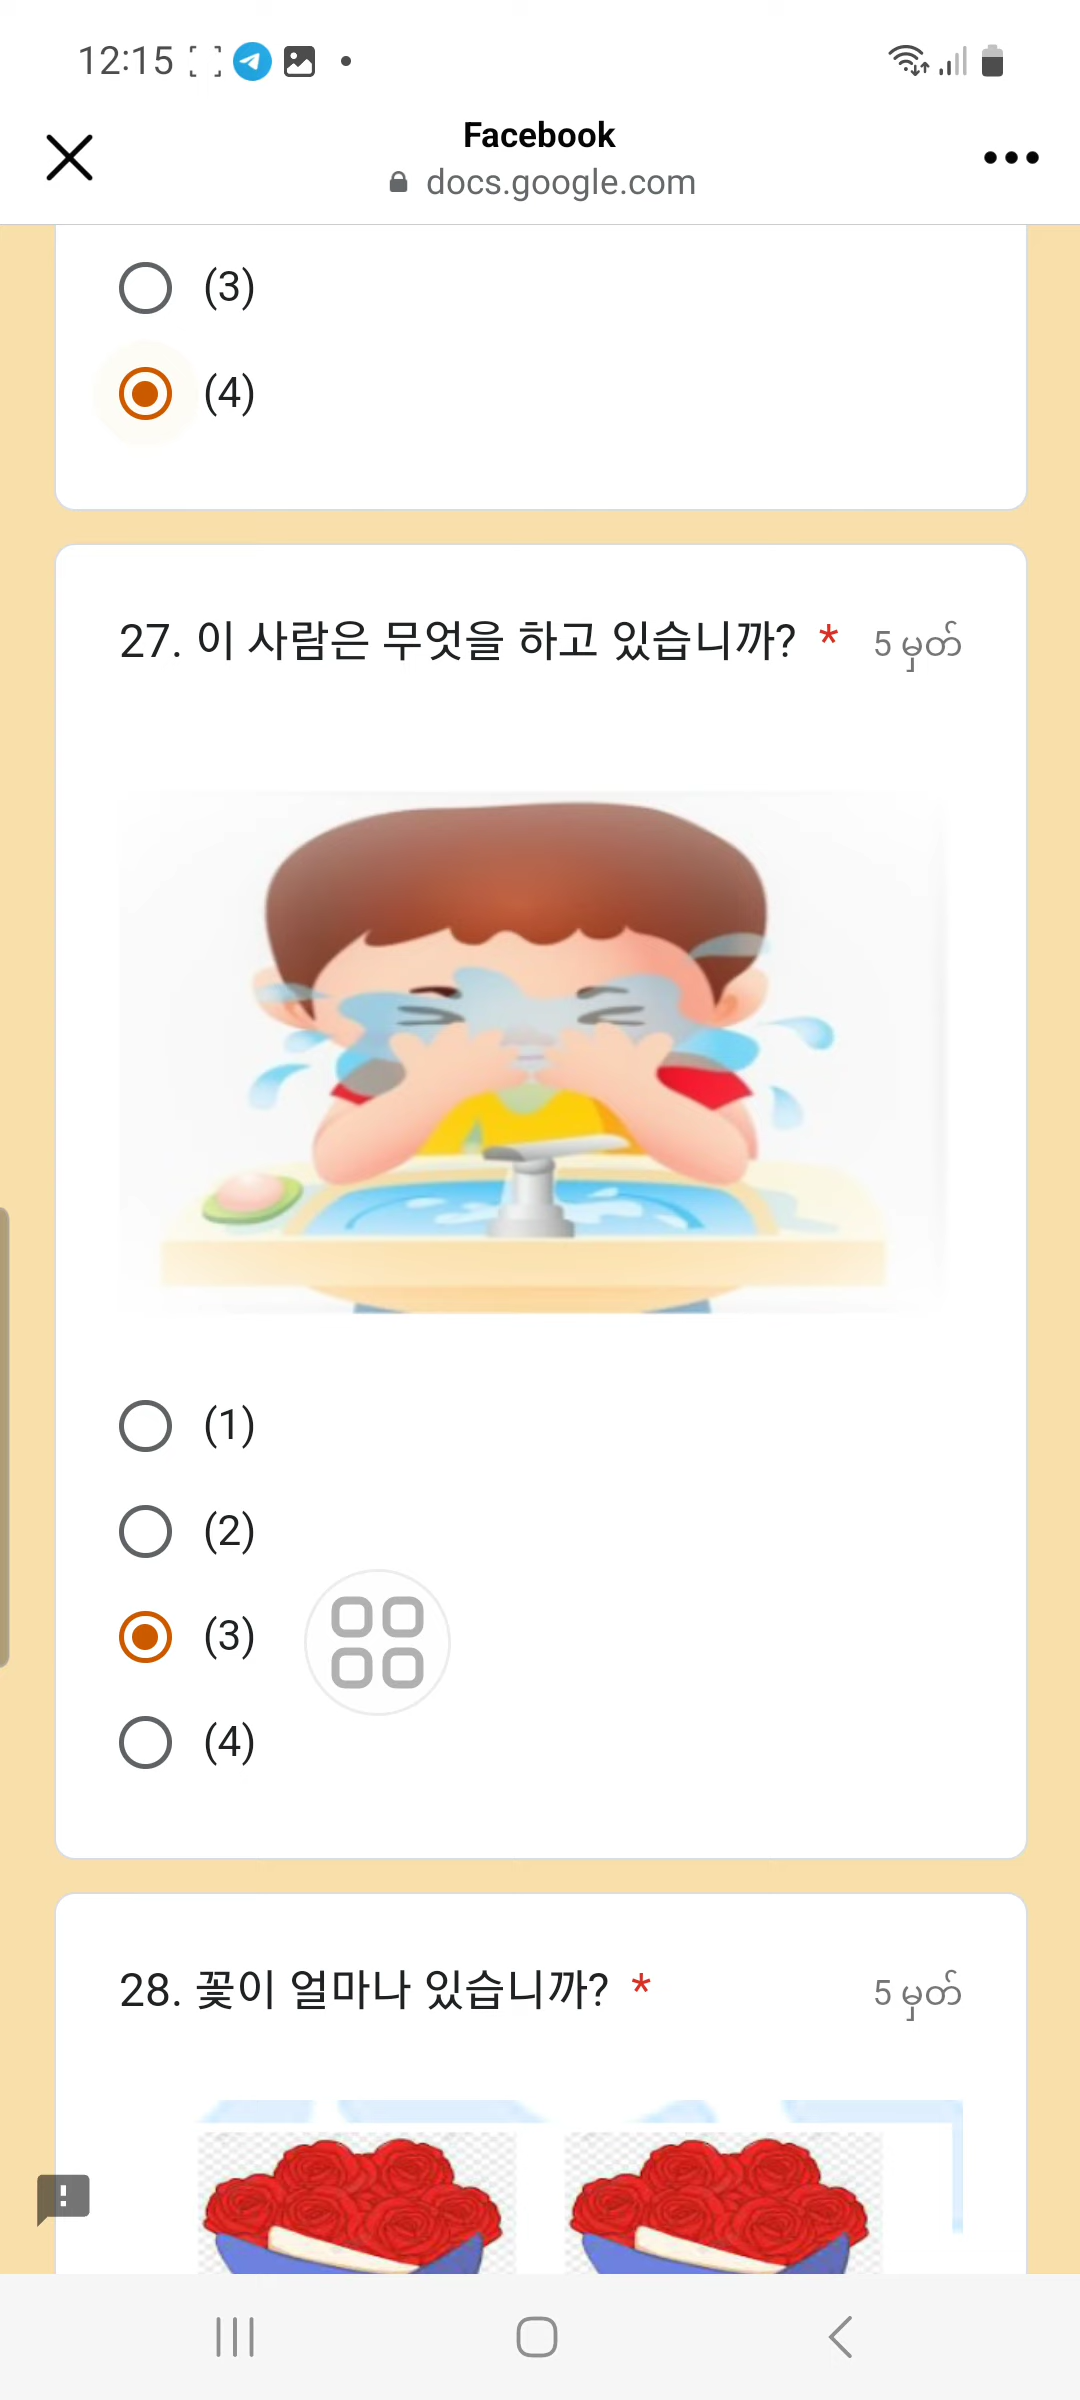 12:15
Facebook
docs.google.com
(3)
(4)
27. 이 사람은 무엇을 하고 있습니까? * 5 မှတ်
(1)
(2)
(3)
(4)
28. 꽃이 얼마나 있습니까? * 5 မှတ်